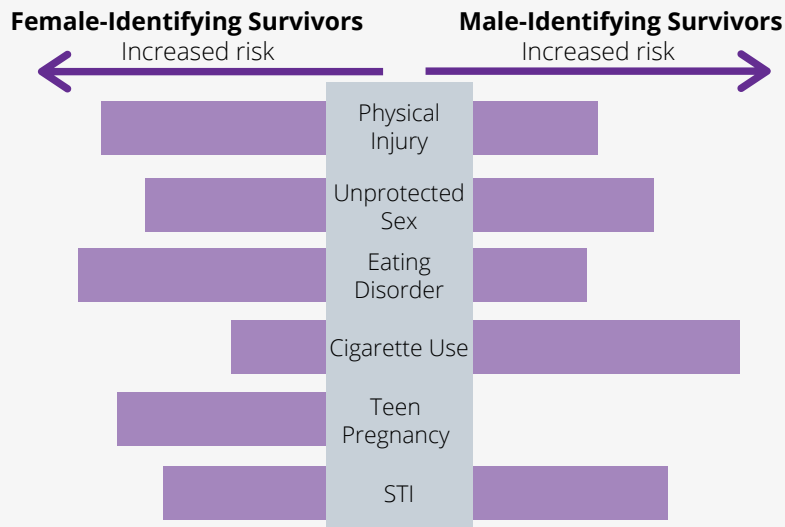 Female-Identifying Survivors
Increased risk
Male-Identifying Survivors
Increased risk
Physical
Injury
Unprotected
Sex
Eating
Disorder
Cigarette Use
Teen
Pregnancy
STI